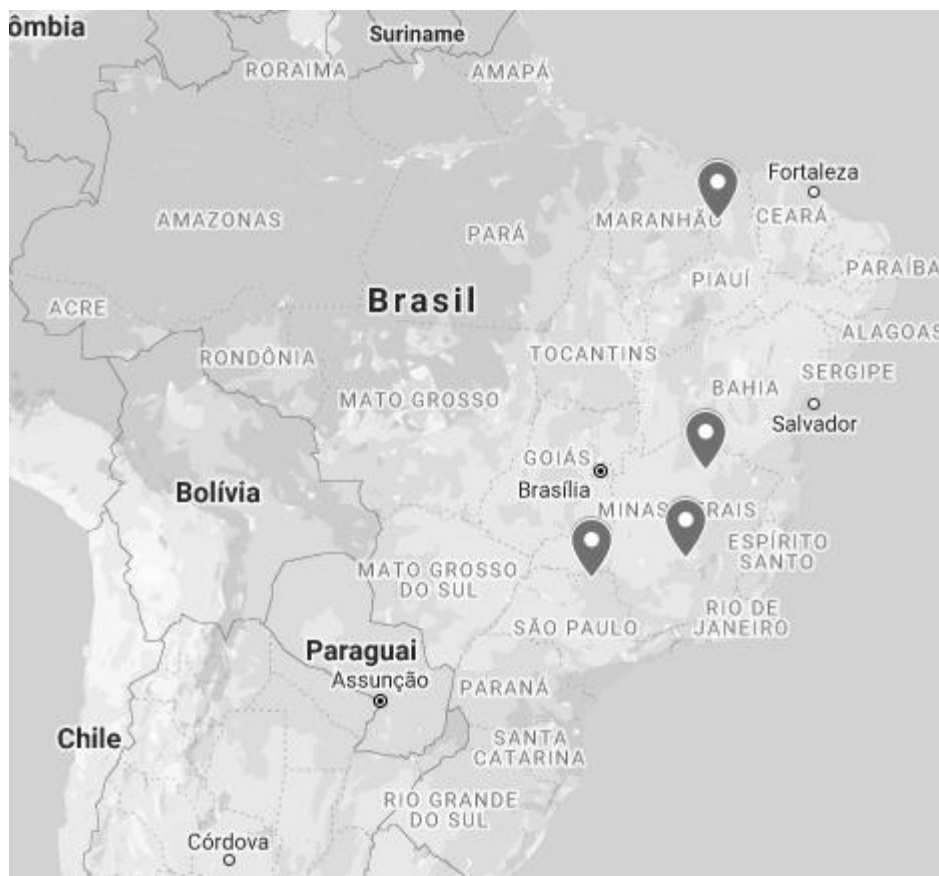 ômbia
Suriname
RORAIMA
AMAPÁ
Fortaleza
AMAZONAS
MARANHÃO
CEARÁ
PARÁ
PARAÍBA
PIAUÍ
Brasil
ACRE
ALAGOAS
RONDÔNIA
TOCANTINS
SERGIPE
BAHIA
MATO GROSSO
Salvador
GOIÁS
Brasília
Bolívia
MINAS GERAIS
ESPÍRITO
SANTO
MATO GROSSO
DO SUL
RIO DE
JANEIRO
SÃO PAULO
Paraguai
Assunção
PARANÁ
Chile
SANTA
CATARINA
RIO GRANDE
DO SUL
Córdova